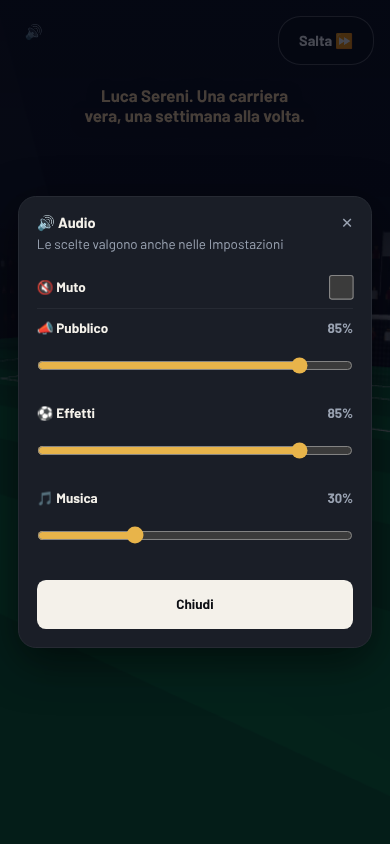 🔊
Salta ⏩
Luca Sereni. Una carriera
vera, una settimana alla volta.
🔊 Audio ✕
Le scelte valgono anche nelle Impostazioni
🔇 Muto
📣 Pubblico 85%
⚽ Effetti 85%
🎵 Musica 30%
Chiudi